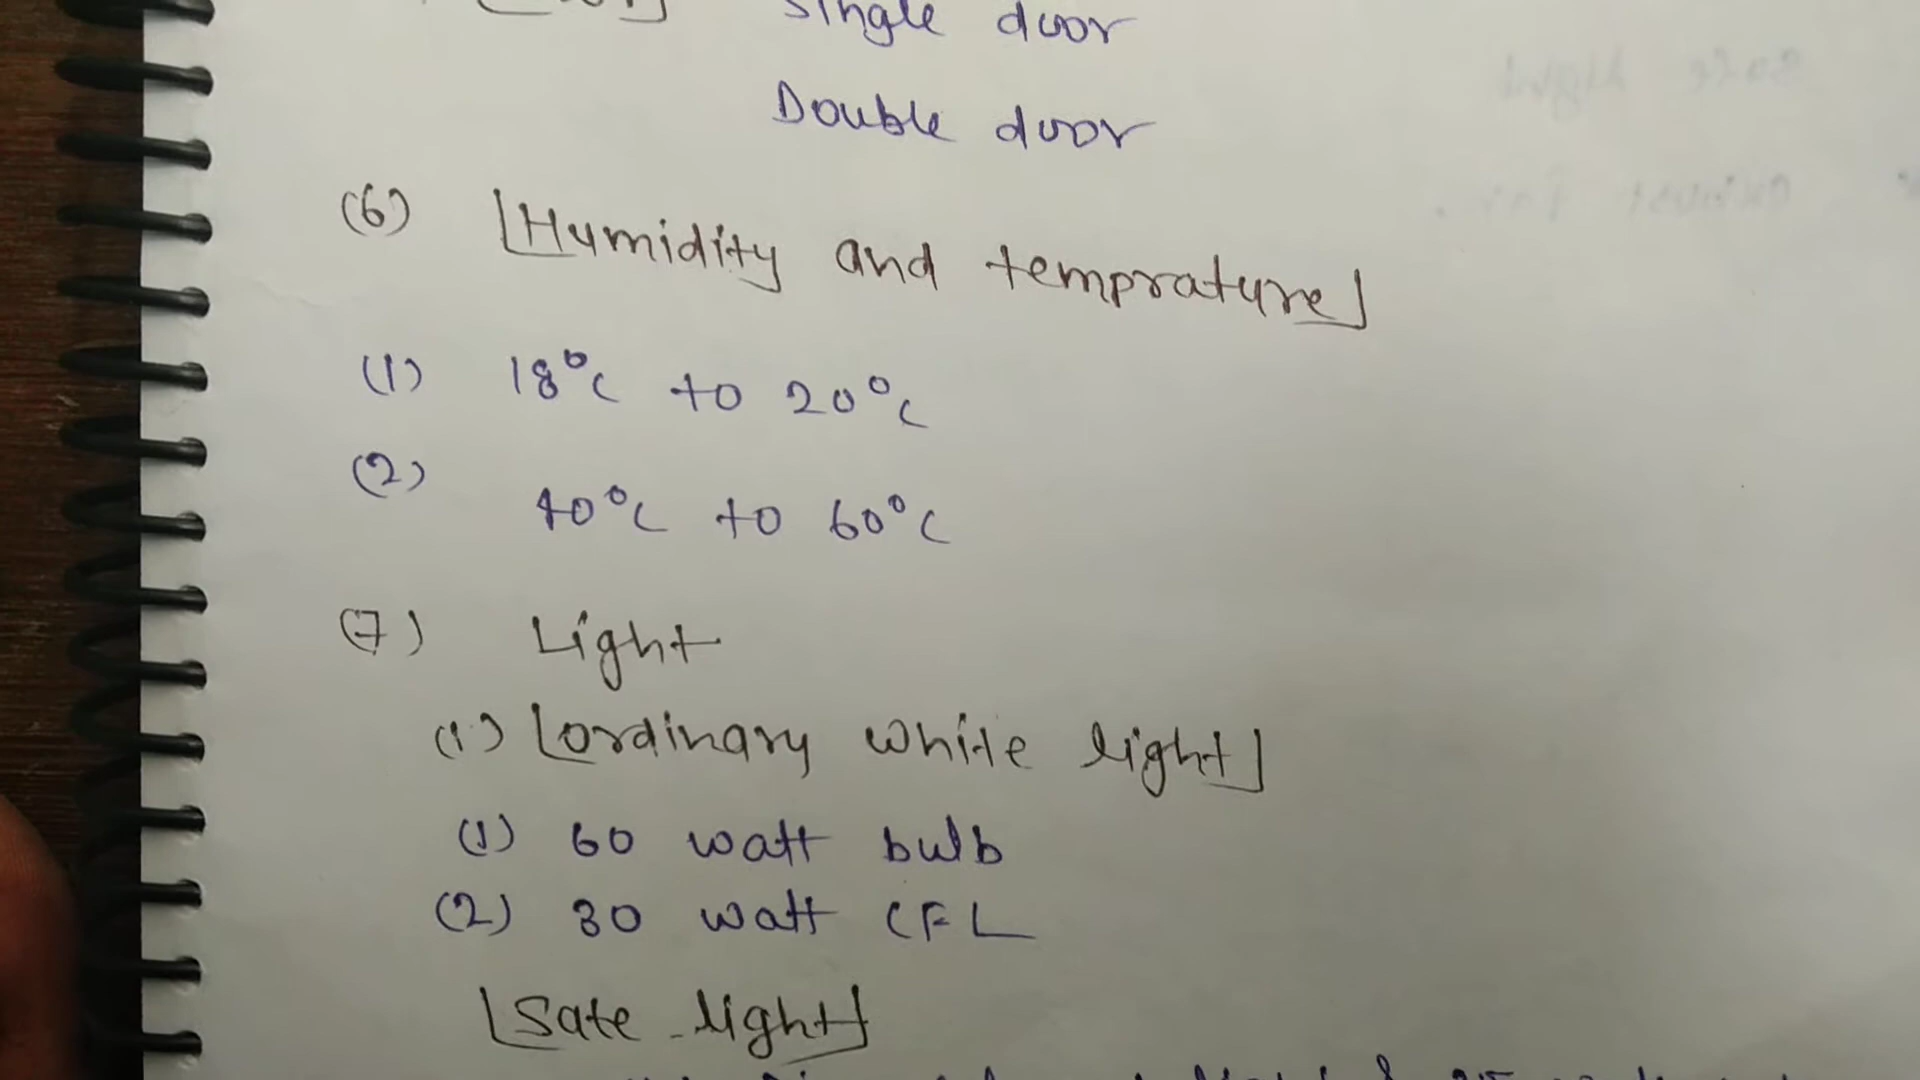 Single door
Double door
(6) [Humidity and temprature]
(1) 18°C to 20°C
(2) 40°C to 60°C
(7) Light
(1) [ordinary white light]
(1) 60 watt bulb
(2) 30 watt CFL
[Sate light]